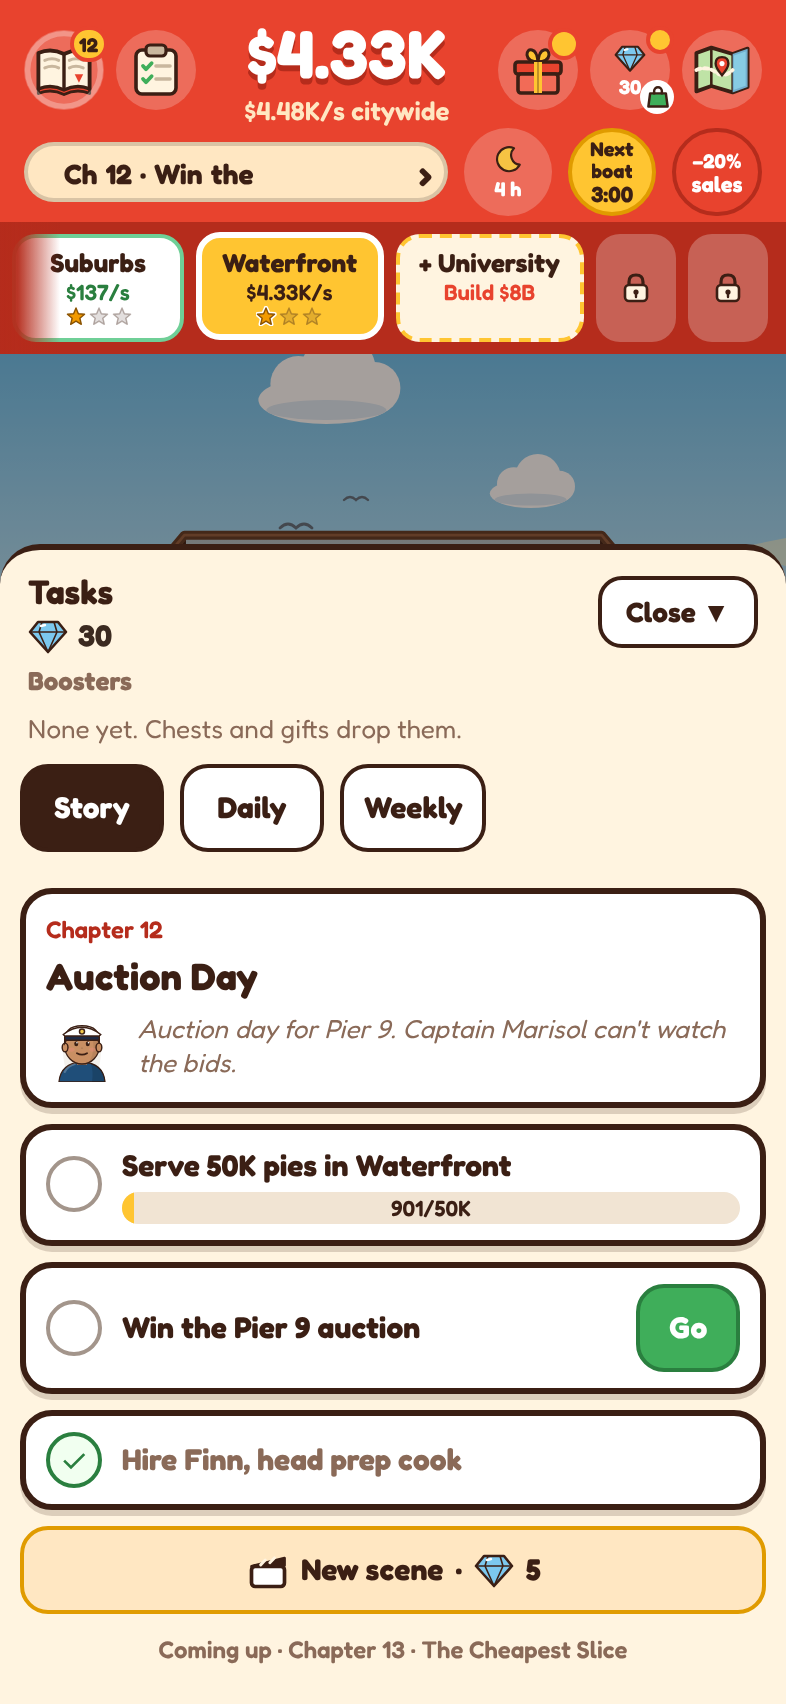 12
$4.33K
$4.48K/s citywide
30
Ch 12 · Win the
4 h
Next
boat
3:00
−20%
sales
Suburbs
$137/s
Waterfront
$4.33K/s
+ University
Build $8B
Tasks
30
Close ▼
Boosters
None yet. Chests and gifts drop them.
Story
Daily
Weekly
Chapter 12
Auction Day
Auction day for Pier 9. Captain Marisol can't watch
the bids.
Serve 50K pies in Waterfront
901/50K
Win the Pier 9 auction
Go
Hire Finn, head prep cook
New scene · 5
Coming up · Chapter 13 · The Cheapest Slice